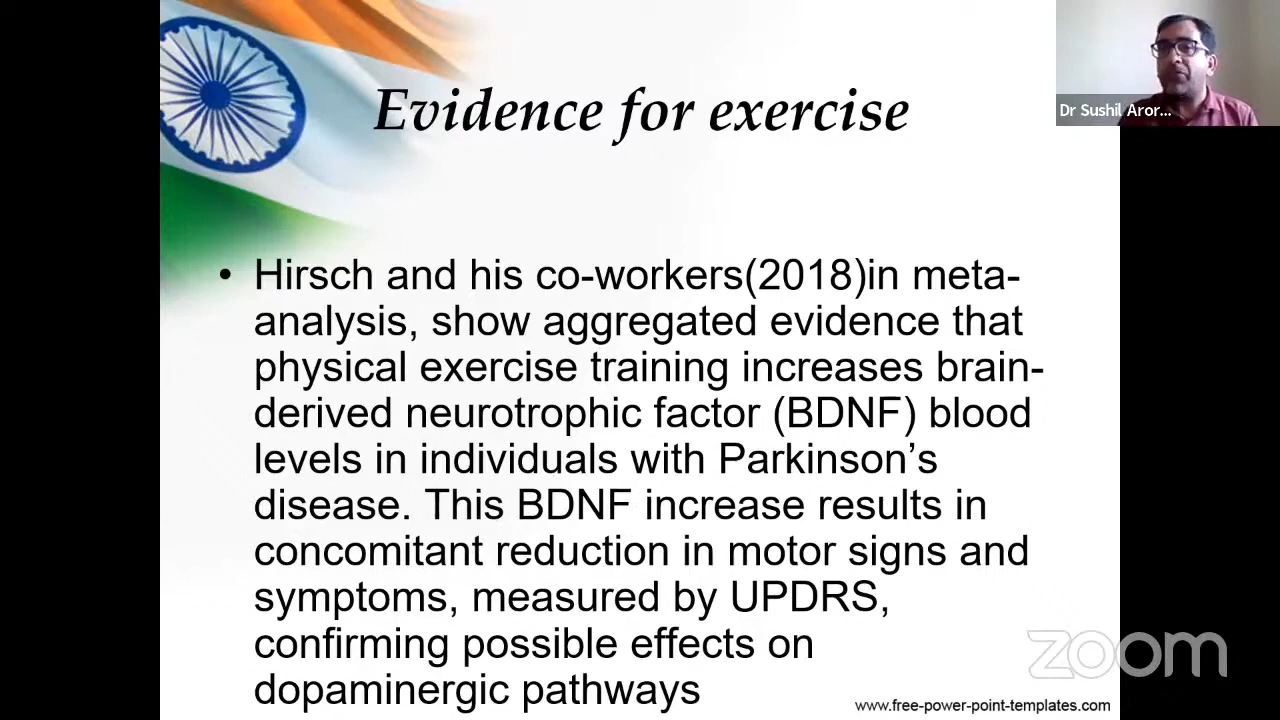 Evidence for exercise
Dr Sushil Aror...
• Hirsch and his co-workers(2018)in meta-
analysis, show aggregated evidence that
physical exercise training increases brain-
derived neurotrophic factor (BDNF) blood
levels in individuals with Parkinson’s
disease. This BDNF increase results in
concomitant reduction in motor signs and
symptoms, measured by UPDRS,
confirming possible effects on
dopaminergic pathways
zoom
www.free-power-point-templates.com